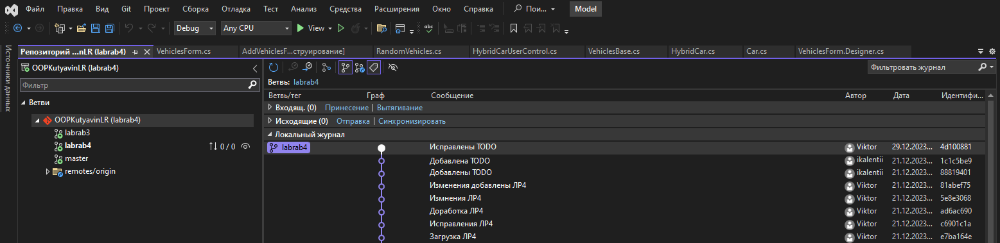 Файл Правка Вид Git Проект Сборка Отладка Тест Анализ Средства Расширения Окно Справка Пои... Model
Debug Any CPU View
Источники данных
Репозиторий ...nLR (labrab4) VehiclesForm.cs AddVehiclesF...струирование] RandomVehicles.cs HybridCarUserControl.cs VehiclesBase.cs HybridCar.cs Car.cs VehiclesForm.Designer.cs
OOPKutyavinLR (labrab4)
Фильтровать журнал
Фильтр
Ветвы: labrab4
Ветви
Ветвь/тег Граф Сообщение Автор Дата Идентифи...
Входящ. (0) Принесение | Вытягивание
OOPKutyavinLR (labrab4)
Исходящие (0) Отправка | Синхронизировать
labrab3
Локальный журнал
labrab4 0 / 0
master
remotes/origin
labrab4 Исправлены TODO Viktor 29.12.2023... 4d100881
Добавлена TODO ikalentii 21.12.2023... 1c1c5be9
Добавлены TODO ikalentii 21.12.2023... 88819401
Изменения добавлены ЛР4 Viktor 21.12.2023... 81abef75
Измнения ЛР4 Viktor 21.12.2023... 5e8e3068
Доработка ЛР4 Viktor 21.12.2023... ad6ac690
Исправления ЛР4 Viktor 21.12.2023... c6901c1a
Загрузка ЛР4 Viktor 21.12.2023... e7ba164e